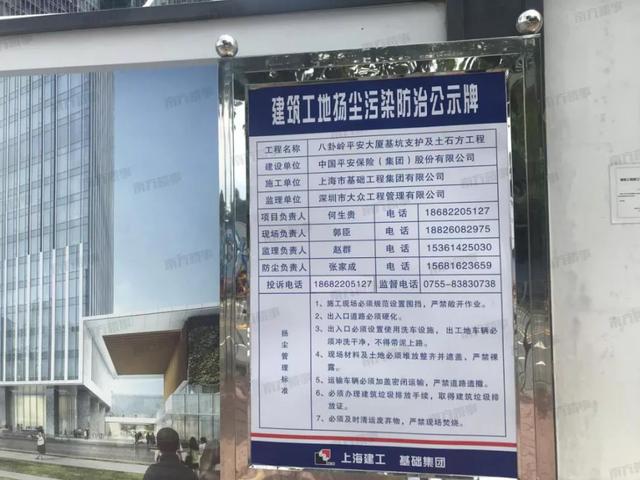 建筑工地扬尘污染防治公示牌
工程名称 八卦岭平安大厦基坑支护及土石方工程
建设单位 中国平安保险（集团）股份有限公司
施工单位 上海市基础工程集团有限公司
监理单位 深圳市大众工程管理有限公司
项目负责人 何生贵 电话 18682205127
现场负责人 郭臣 电话 18826082975
监理负责人 赵群 电话 15361425030
防尘负责人 张家成 电话 15681623659
投诉电话 18682205127 监督电话 0755-83830738
扬尘管理标准
1、施工现场必须规范设置围挡，严禁敞开作业。
2、出入口道路必须硬化。
3、出入口必须设置使用洗车设施，出工地车辆必
须冲洗干净，不得带泥上路。
4、现场材料及土地必须堆放整齐并遮盖，严禁裸
露。
5、运输车辆必须加盖密闭运输，严禁道路遗撒。
6、必须办理建筑垃圾排放手续，取得建筑垃圾排
放证。
7、必须及时清运废弃物，严禁现场焚烧。
上海建工 基础集团